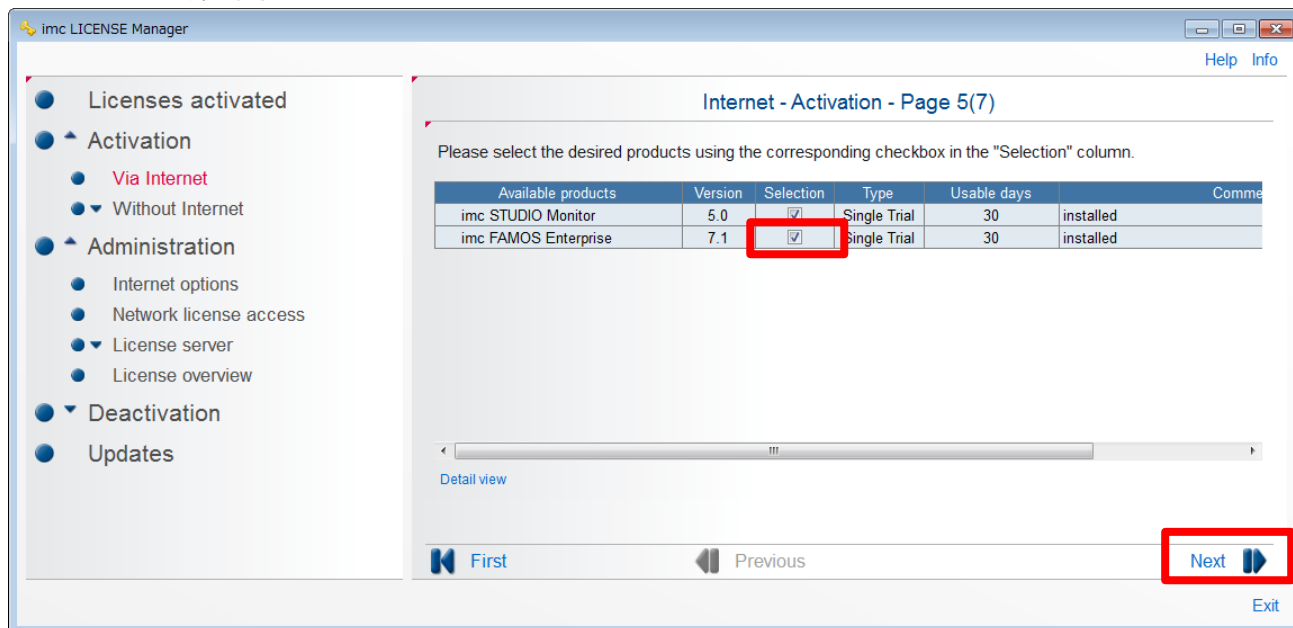 imc LICENSE Manager
Help Info
Licenses activated
Activation
Via Internet
Without Internet
Administration
Internet options
Network license access
License server
License overview
Deactivation
Updates
Internet - Activation - Page 5(7)
Please select the desired products using the corresponding checkbox in the "Selection" column.
Available products Version Selection Type Usable days Comme
imc STUDIO Monitor 5.0 Single Trial 30 installed
imc FAMOS Enterprise 7.1 Single Trial 30 installed
Detail view
First Previous Next
Exit